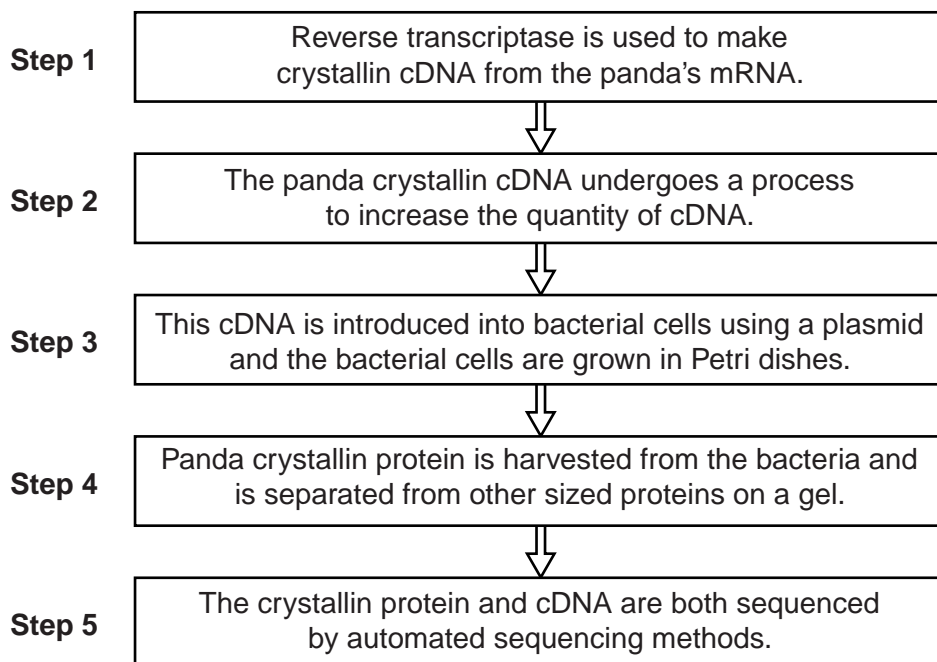 Step 1
Reverse transcriptase is used to make
crystallin cDNA from the panda’s mRNA.
Step 2
The panda crystallin cDNA undergoes a process
to increase the quantity of cDNA.
Step 3
This cDNA is introduced into bacterial cells using a plasmid
and the bacterial cells are grown in Petri dishes.
Step 4
Panda crystallin protein is harvested from the bacteria and
is separated from other sized proteins on a gel.
Step 5
The crystallin protein and cDNA are both sequenced
by automated sequencing methods.